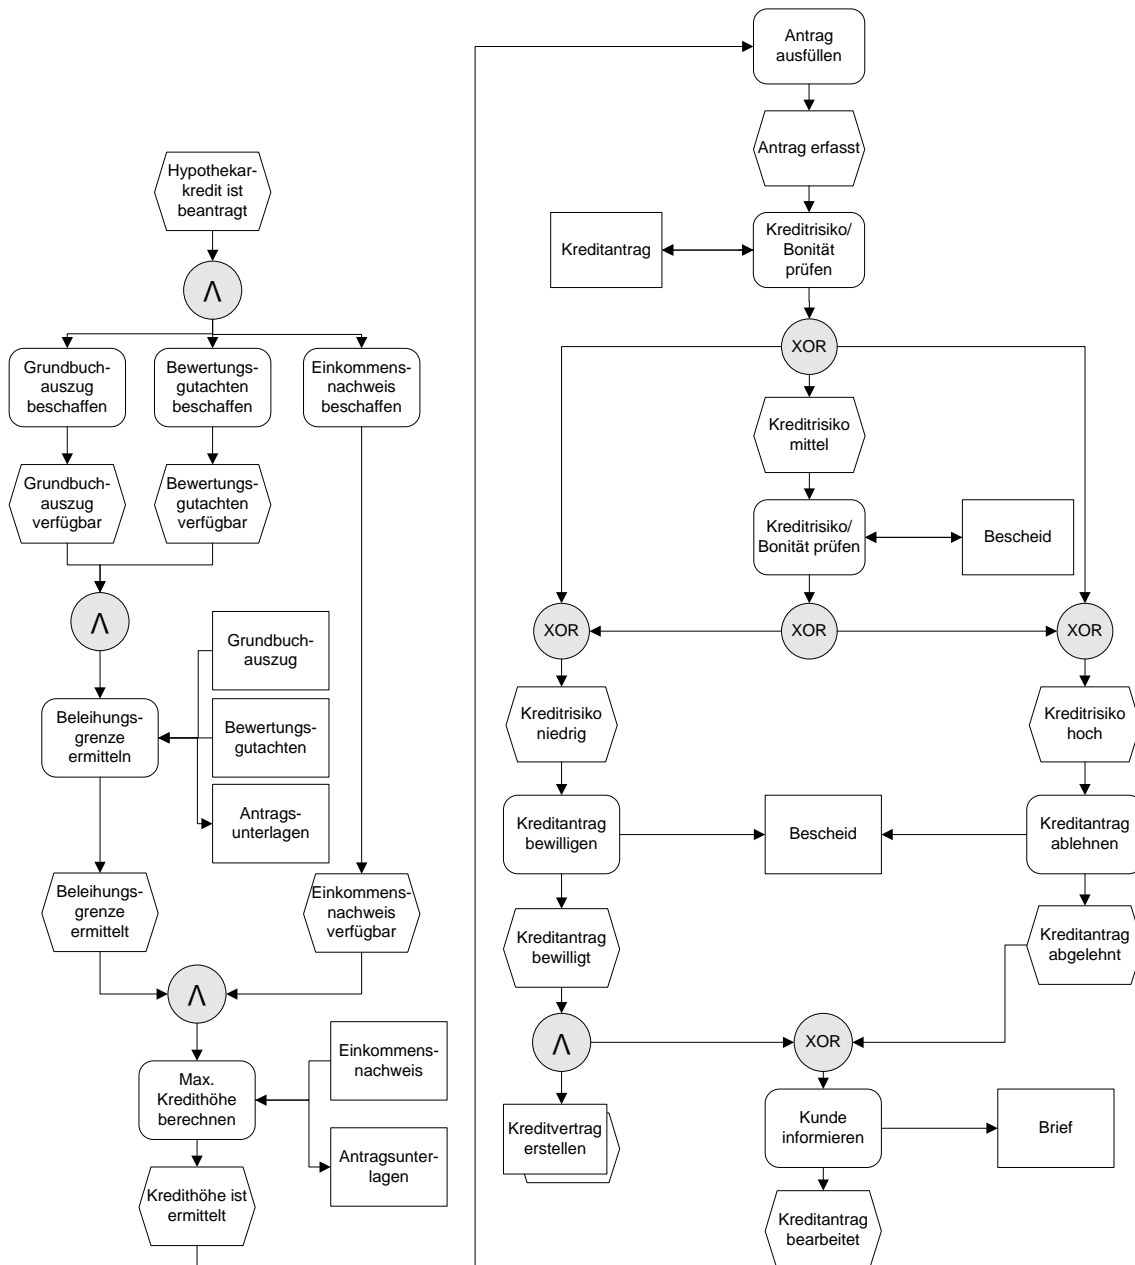 Hypothekar-
kredit ist
beantragt
Λ
Grundbuch-
auszug
beschaffen
Bewertungs-
gutachten
beschaffen
Einkommens-
nachweis
beschaffen
Grundbuch-
auszug
verfügbar
Bewertungs-
gutachten
verfügbar
Λ
Grundbuch-
auszug
Beleihungs-
grenze
ermitteln
Bewertungs-
gutachten
Antrags-
unterlagen
Beleihungs-
grenze
ermittelt
Einkommens-
nachweis
verfügbar
Λ
Einkommens-
nachweis
Max.
Kredithöhe
berechnen
Antragsunter-
lagen
Kredithöhe ist
ermittelt
Antrag
ausfüllen
Antrag erfasst
Kreditantrag
Kreditrisiko/
Bonität
prüfen
XOR
Kreditrisiko
mittel
Kreditrisiko/
Bonität prüfen
Bescheid
XOR
XOR
XOR
Kreditrisiko
niedrig
Kreditrisiko
hoch
Kreditantrag
bewilligen
Bescheid
Kreditantrag
ablehnen
Kreditantrag
bewilligt
Kreditantrag
abgelehnt
Λ
XOR
Kreditvertrag
erstellen
Kunde
informieren
Brief
Kreditantrag
bearbeitet